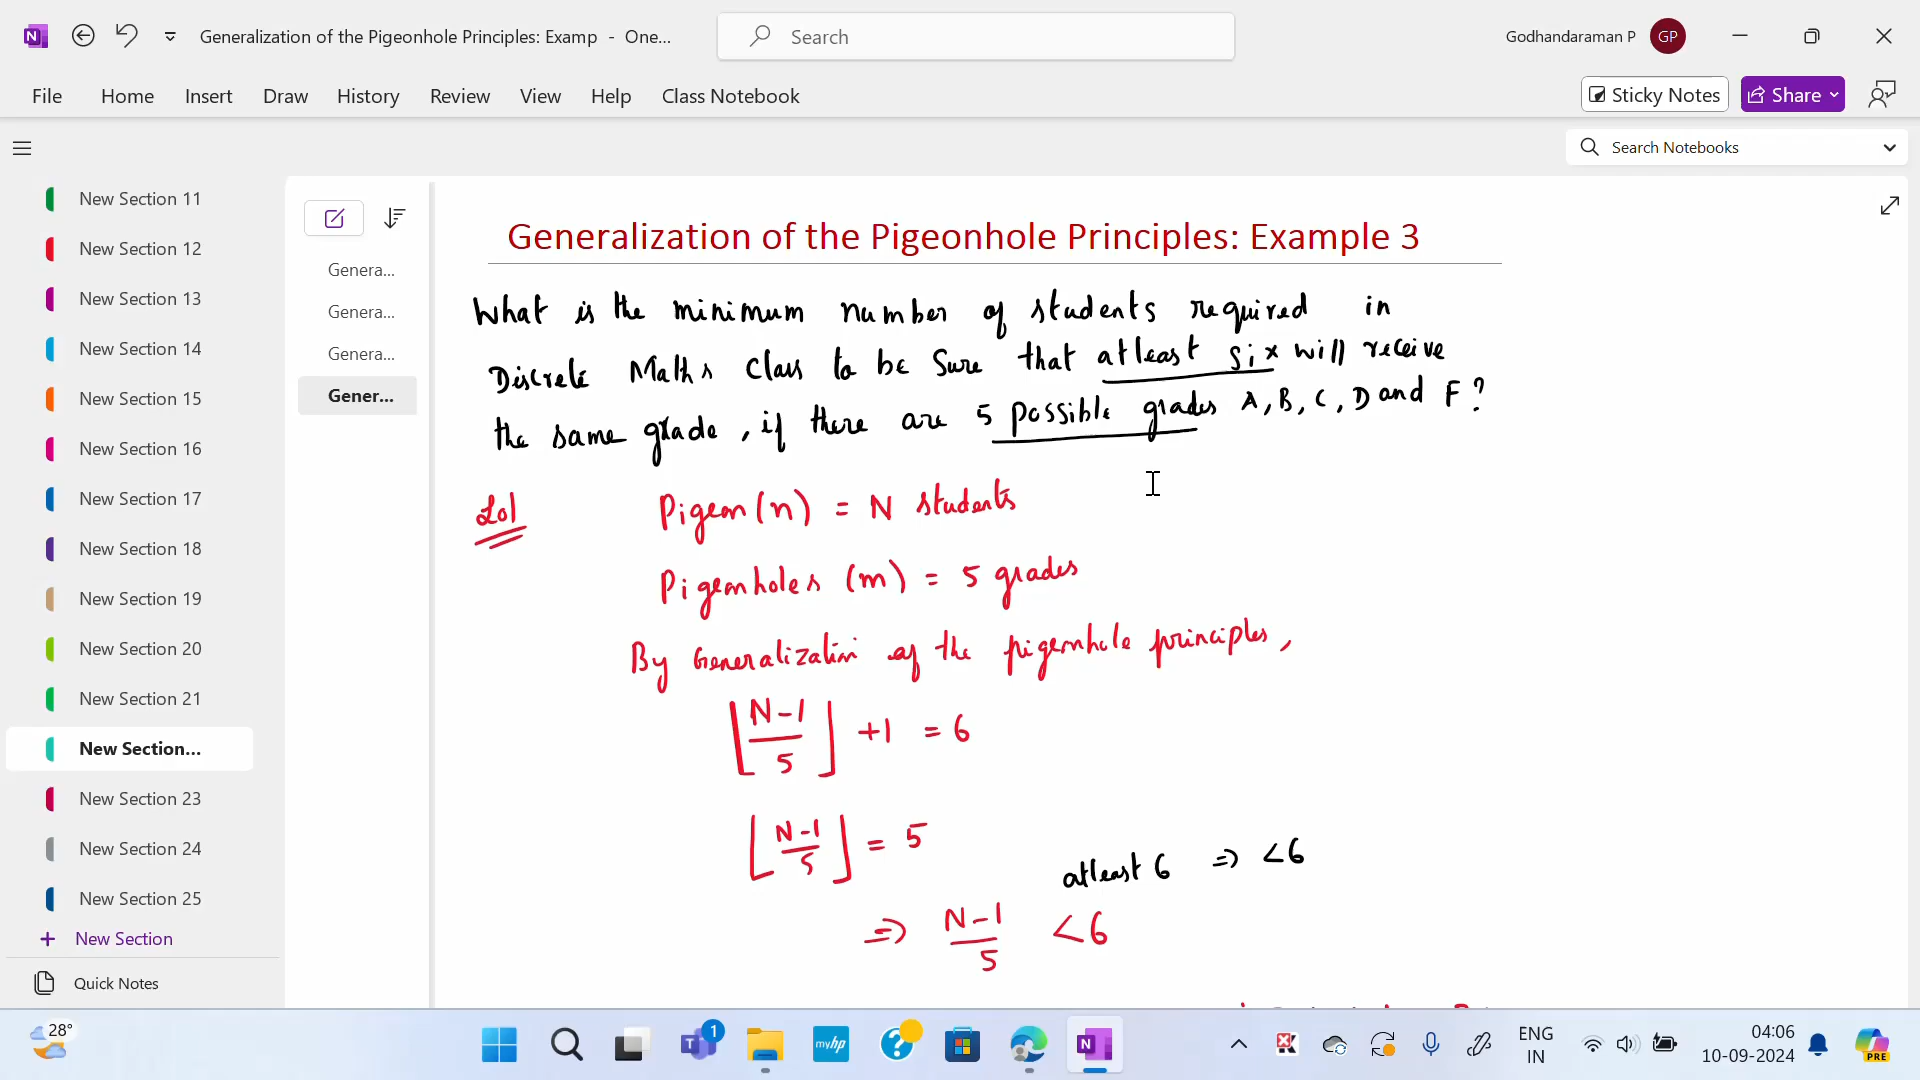 Generalization of the Pigeonhole Principles: Examp - One...
Search
Godhandaraman P
GP
File Home Insert Draw History Review View Help Class Notebook
Sticky Notes
Share
Search Notebooks
New Section 11
New Section 12
New Section 13
New Section 14
New Section 15
New Section 16
New Section 17
New Section 18
New Section 19
New Section 20
New Section 21
New Section...
New Section 23
New Section 24
New Section 25
+ New Section
Quick Notes
Genera...
Genera...
Genera...
Gener...
Generalization of the Pigeonhole Principles: Example 3
What is the minimum number of students required in
Discrete Maths Class to be sure that atleast six will receive
the same grade, if there are 5 possible grades A, B, C, D and F?
Sol
Pigeon (n) = N students
Pigeonholes (m) = 5 grades
By Generalization of the pigeonhole principles,
⌊(N-1)/5⌋ +1 = 6
⌊(N-1)/5⌋ = 5
atleast 6 => <6
=> (N-1)/5 <6
28°
1
myhp
ENG
IN
04:06
10-09-2024
PRE